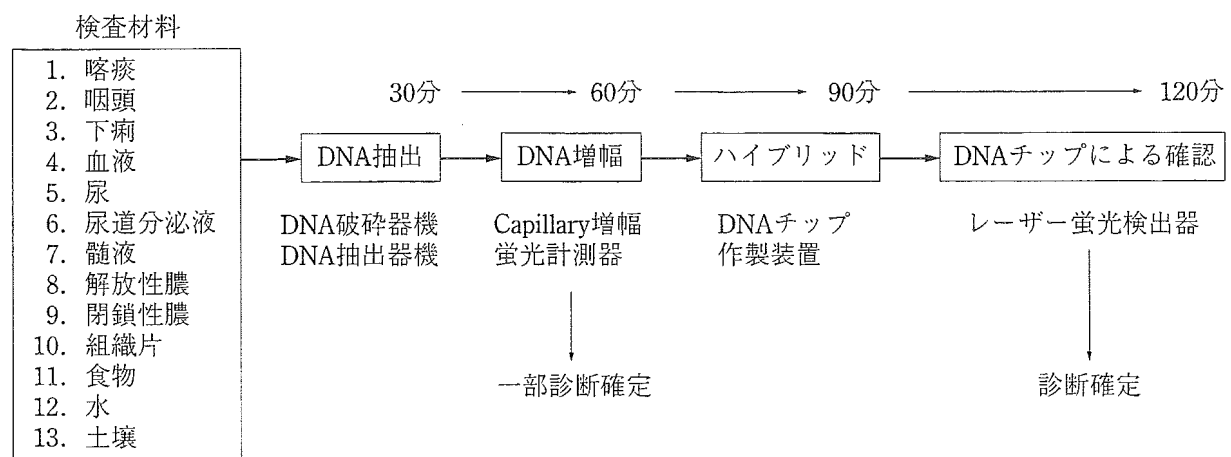 検査材料
1. 喀痰
2. 咽頭
3. 下痢
4. 血液
5. 尿
6. 尿道分泌液
7. 髄液
8. 解放性膿
9. 閉鎖性膿
10. 組織片
11. 食物
12. 水
13. 土壌
30分 60分 90分 120分
DNA抽出 DNA増幅 ハイブリッド DNAチップによる確認
DNA破砕器機 Capillary増幅 DNAチップ レーザー蛍光検出器
DNA抽出器機 蛍光計測器 作製装置
一部診断確定 診断確定